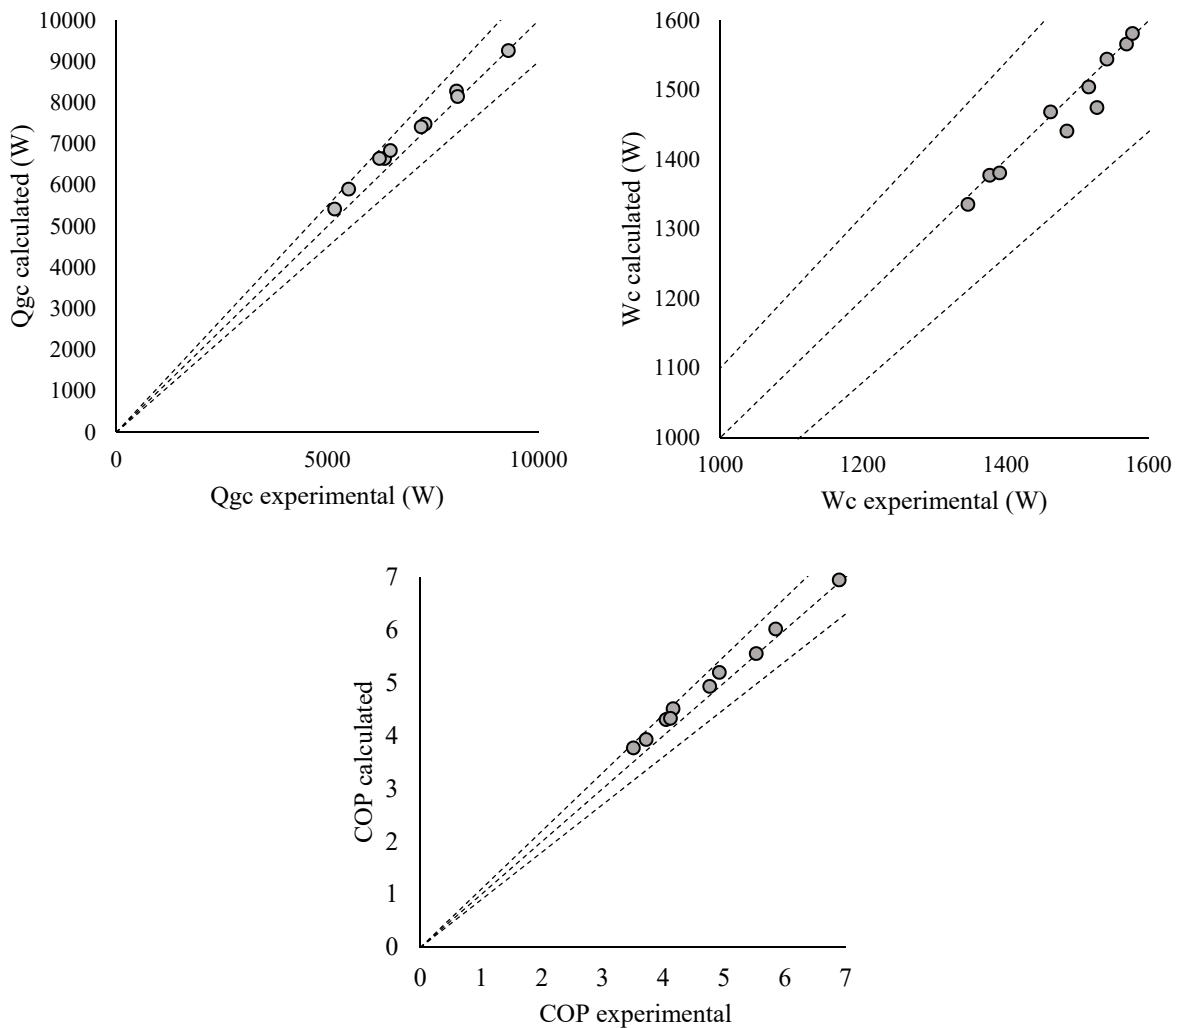 10000
9000
8000
7000
6000
5000
4000
3000
2000
1000
0
Qgc calculated (W)
0 5000 10000
Qgc experimental (W)
1600
1500
1400
1300
1200
1100
1000
Wc calculated (W)
1000 1200 1400 1600
Wc experimental (W)
7
6
5
4
3
2
1
0
COP calculated
0 1 2 3 4 5 6 7
COP experimental